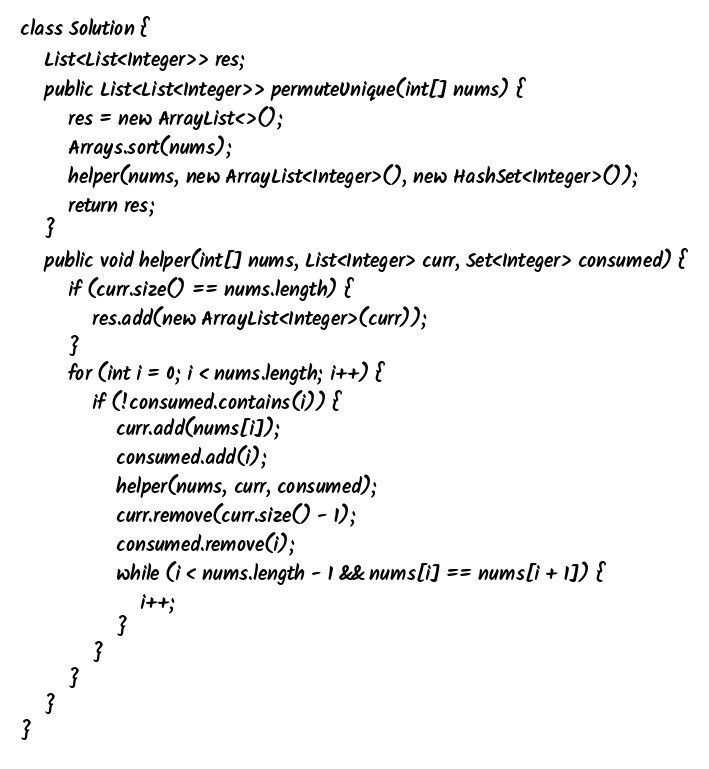 class Solution {
List<List<Integer>> res;
public List<List<Integer>> permuteUnique(int[] nums) {
res = new ArrayList<>();
Arrays.sort(nums);
helper(nums, new ArrayList<Integer>(), new HashSet<Integer>());
return res;
}
public void helper(int[] nums, List<Integer> curr, Set<Integer> consumed) {
if (curr.size() == nums.length) {
res.add(new ArrayList<Integer>(curr));
}
for (int i = 0; i < nums.length; i++) {
if (!consumed.contains(i)) {
curr.add(nums[i]);
consumed.add(i);
helper(nums, curr, consumed);
curr.remove(curr.size() - 1);
consumed.remove(i);
while (i < nums.length - 1 && nums[i] == nums[i + 1]) {
i++;
}
}
}
}
}